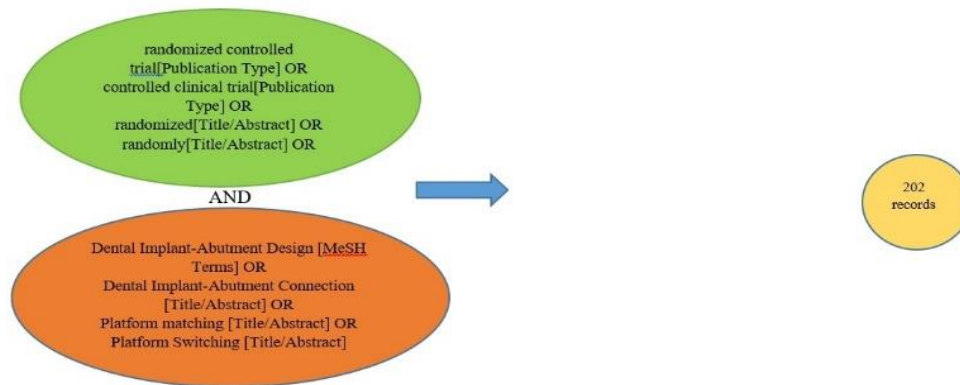 randomized controlled
trial[Publication Type] OR
controlled clinical trial[Publication
Type] OR
randomized[Title/Abstract] OR
randomly[Title/Abstract] OR
AND
Dental Implant-Abutment Design [MeSH
Terms] OR
Dental Implant-Abutment Connection
[Title/Abstract] OR
Platform matching [Title/Abstract] OR
Platform Switching [Title/Abstract]
202
records